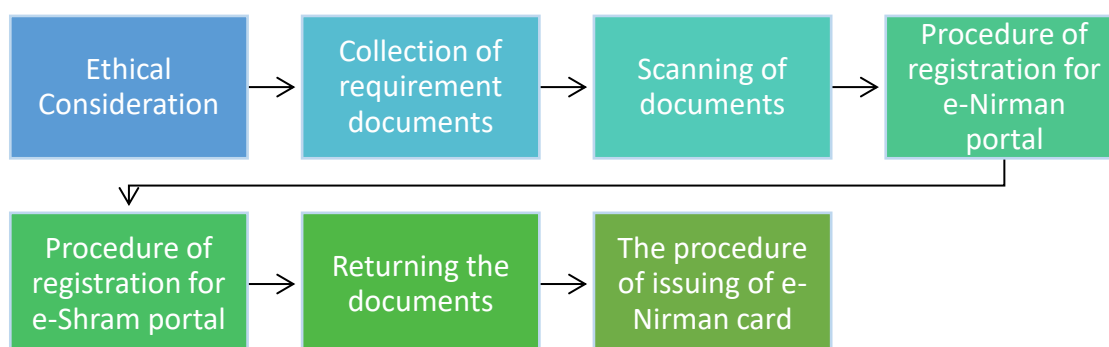 Ethical
Consideration
Collection of
requirement
documents
Scanning of
documents
Procedure of
registration for
e-Nirman
portal
Procedure of
registration for
e-Shram portal
Returning the
documents
The procedure
of issuing of e-
Nirman card